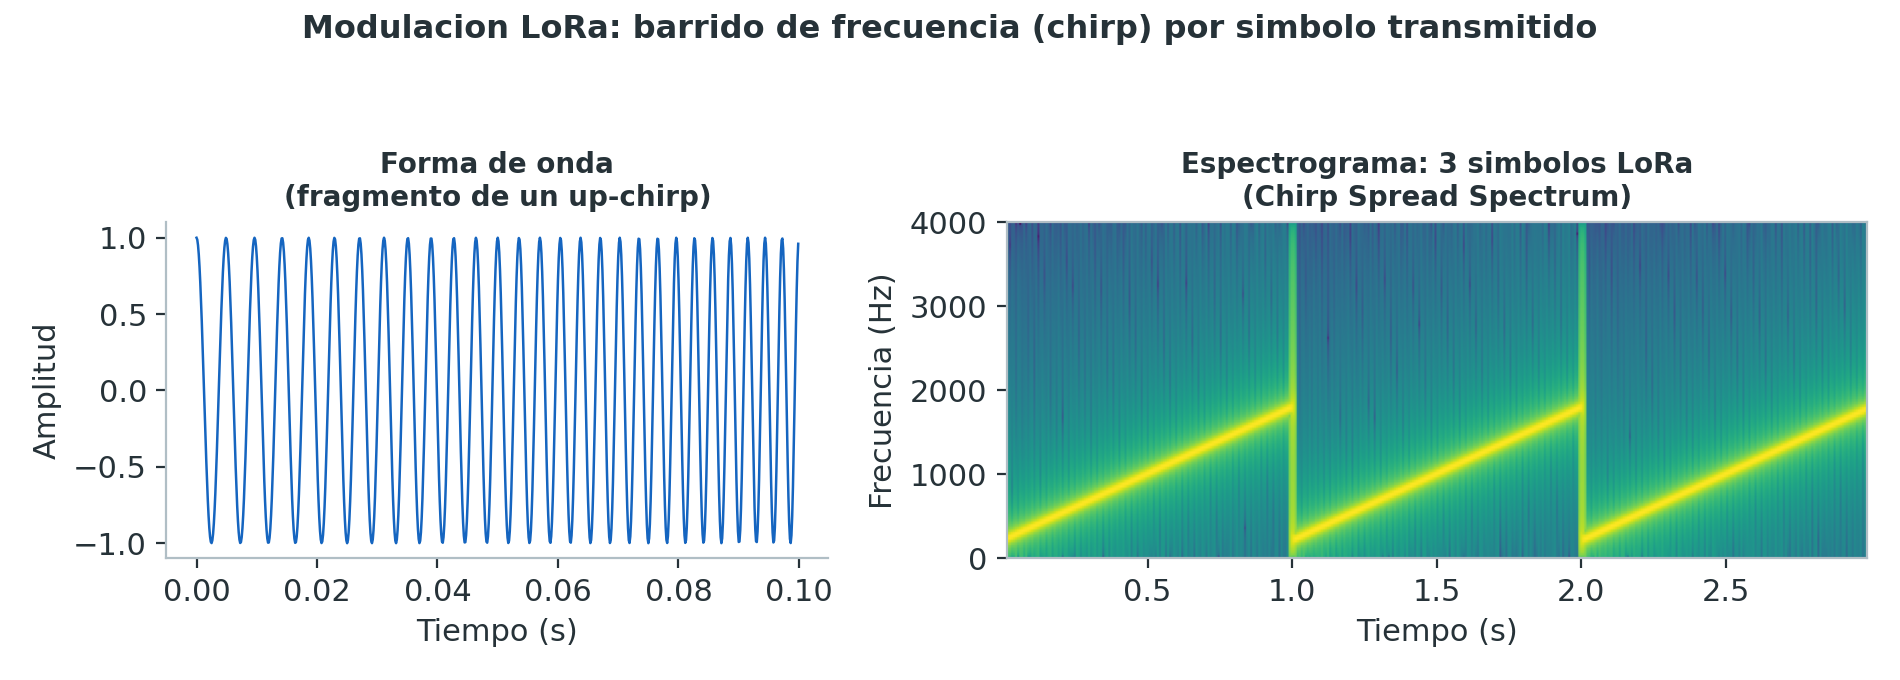 Modulacion LoRa: barrido de frecuencia (chirp) por simbolo transmitido
Forma de onda
(fragmento de un up-chirp)
1.0
0.5
0.0
−0.5
−1.0
Amplitud
0.00 0.02 0.04 0.06 0.08 0.10
Tiempo (s)
Espectrograma: 3 simbolos LoRa
(Chirp Spread Spectrum)
4000
3000
2000
1000
0
Frecuencia (Hz)
0.5 1.0 1.5 2.0 2.5
Tiempo (s)